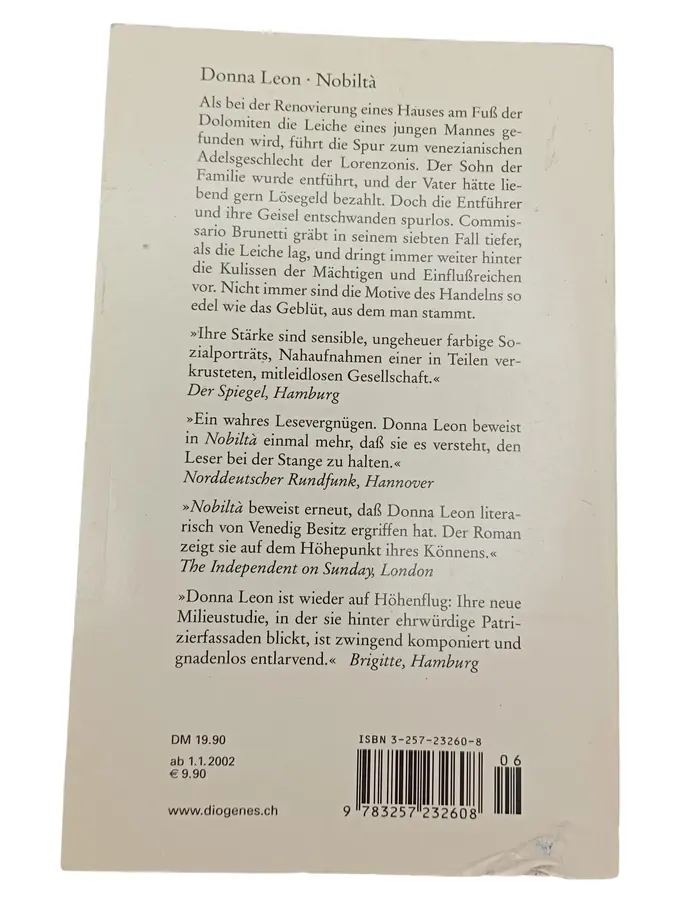 Donna Leon · Nobiltà
Als bei der Renovierung eines Hauses am Fuß der
Dolomiten die Leiche eines jungen Mannes ge-
funden wird, führt die Spur zum venezianischen
Adelsgeschlecht der Lorenzonis. Der Sohn der
Familie wurde entführt, und der Vater hätte lie-
bend gern Lösegeld bezahlt. Doch die Entführer
und ihre Geisel entschwanden spurlos. Commis-
sario Brunetti gräbt in seinem siebten Fall tiefer,
als die Leiche lag, und dringt immer weiter hinter
die Kulissen der Mächtigen und Einflußreichen
vor. Nicht immer sind die Motive des Handelns so
edel wie das Geblüt, aus dem man stammt.
»Ihre Stärke sind sensible, ungeheuer farbige So-
zialporträts, Nahaufnahmen einer in Teilen ver-
krusteten, mitleidlosen Gesellschaft.«
Der Spiegel, Hamburg
»Ein wahres Lesevergnügen. Donna Leon beweist
in Nobiltà einmal mehr, daß sie es versteht, den
Leser bei der Stange zu halten.«
Norddeutscher Rundfunk, Hannover
»Nobiltà beweist erneut, daß Donna Leon litera-
risch von Venedig Besitz ergriffen hat. Der Roman
zeigt sie auf dem Höhepunkt ihres Könnens.«
The Independent on Sunday, London
»Donna Leon ist wieder auf Höhenflug: Ihre neue
Milieustudie, in der sie hinter ehrwürdige Patri-
zierfassaden blickt, ist zwingend komponiert und
gnadenlos entlarvend.« Brigitte, Hamburg
DM 19.90
ab 1.1.2002
€ 9.90
www.diogenes.ch
ISBN 3-257-23260-8
06
9 783257 232608